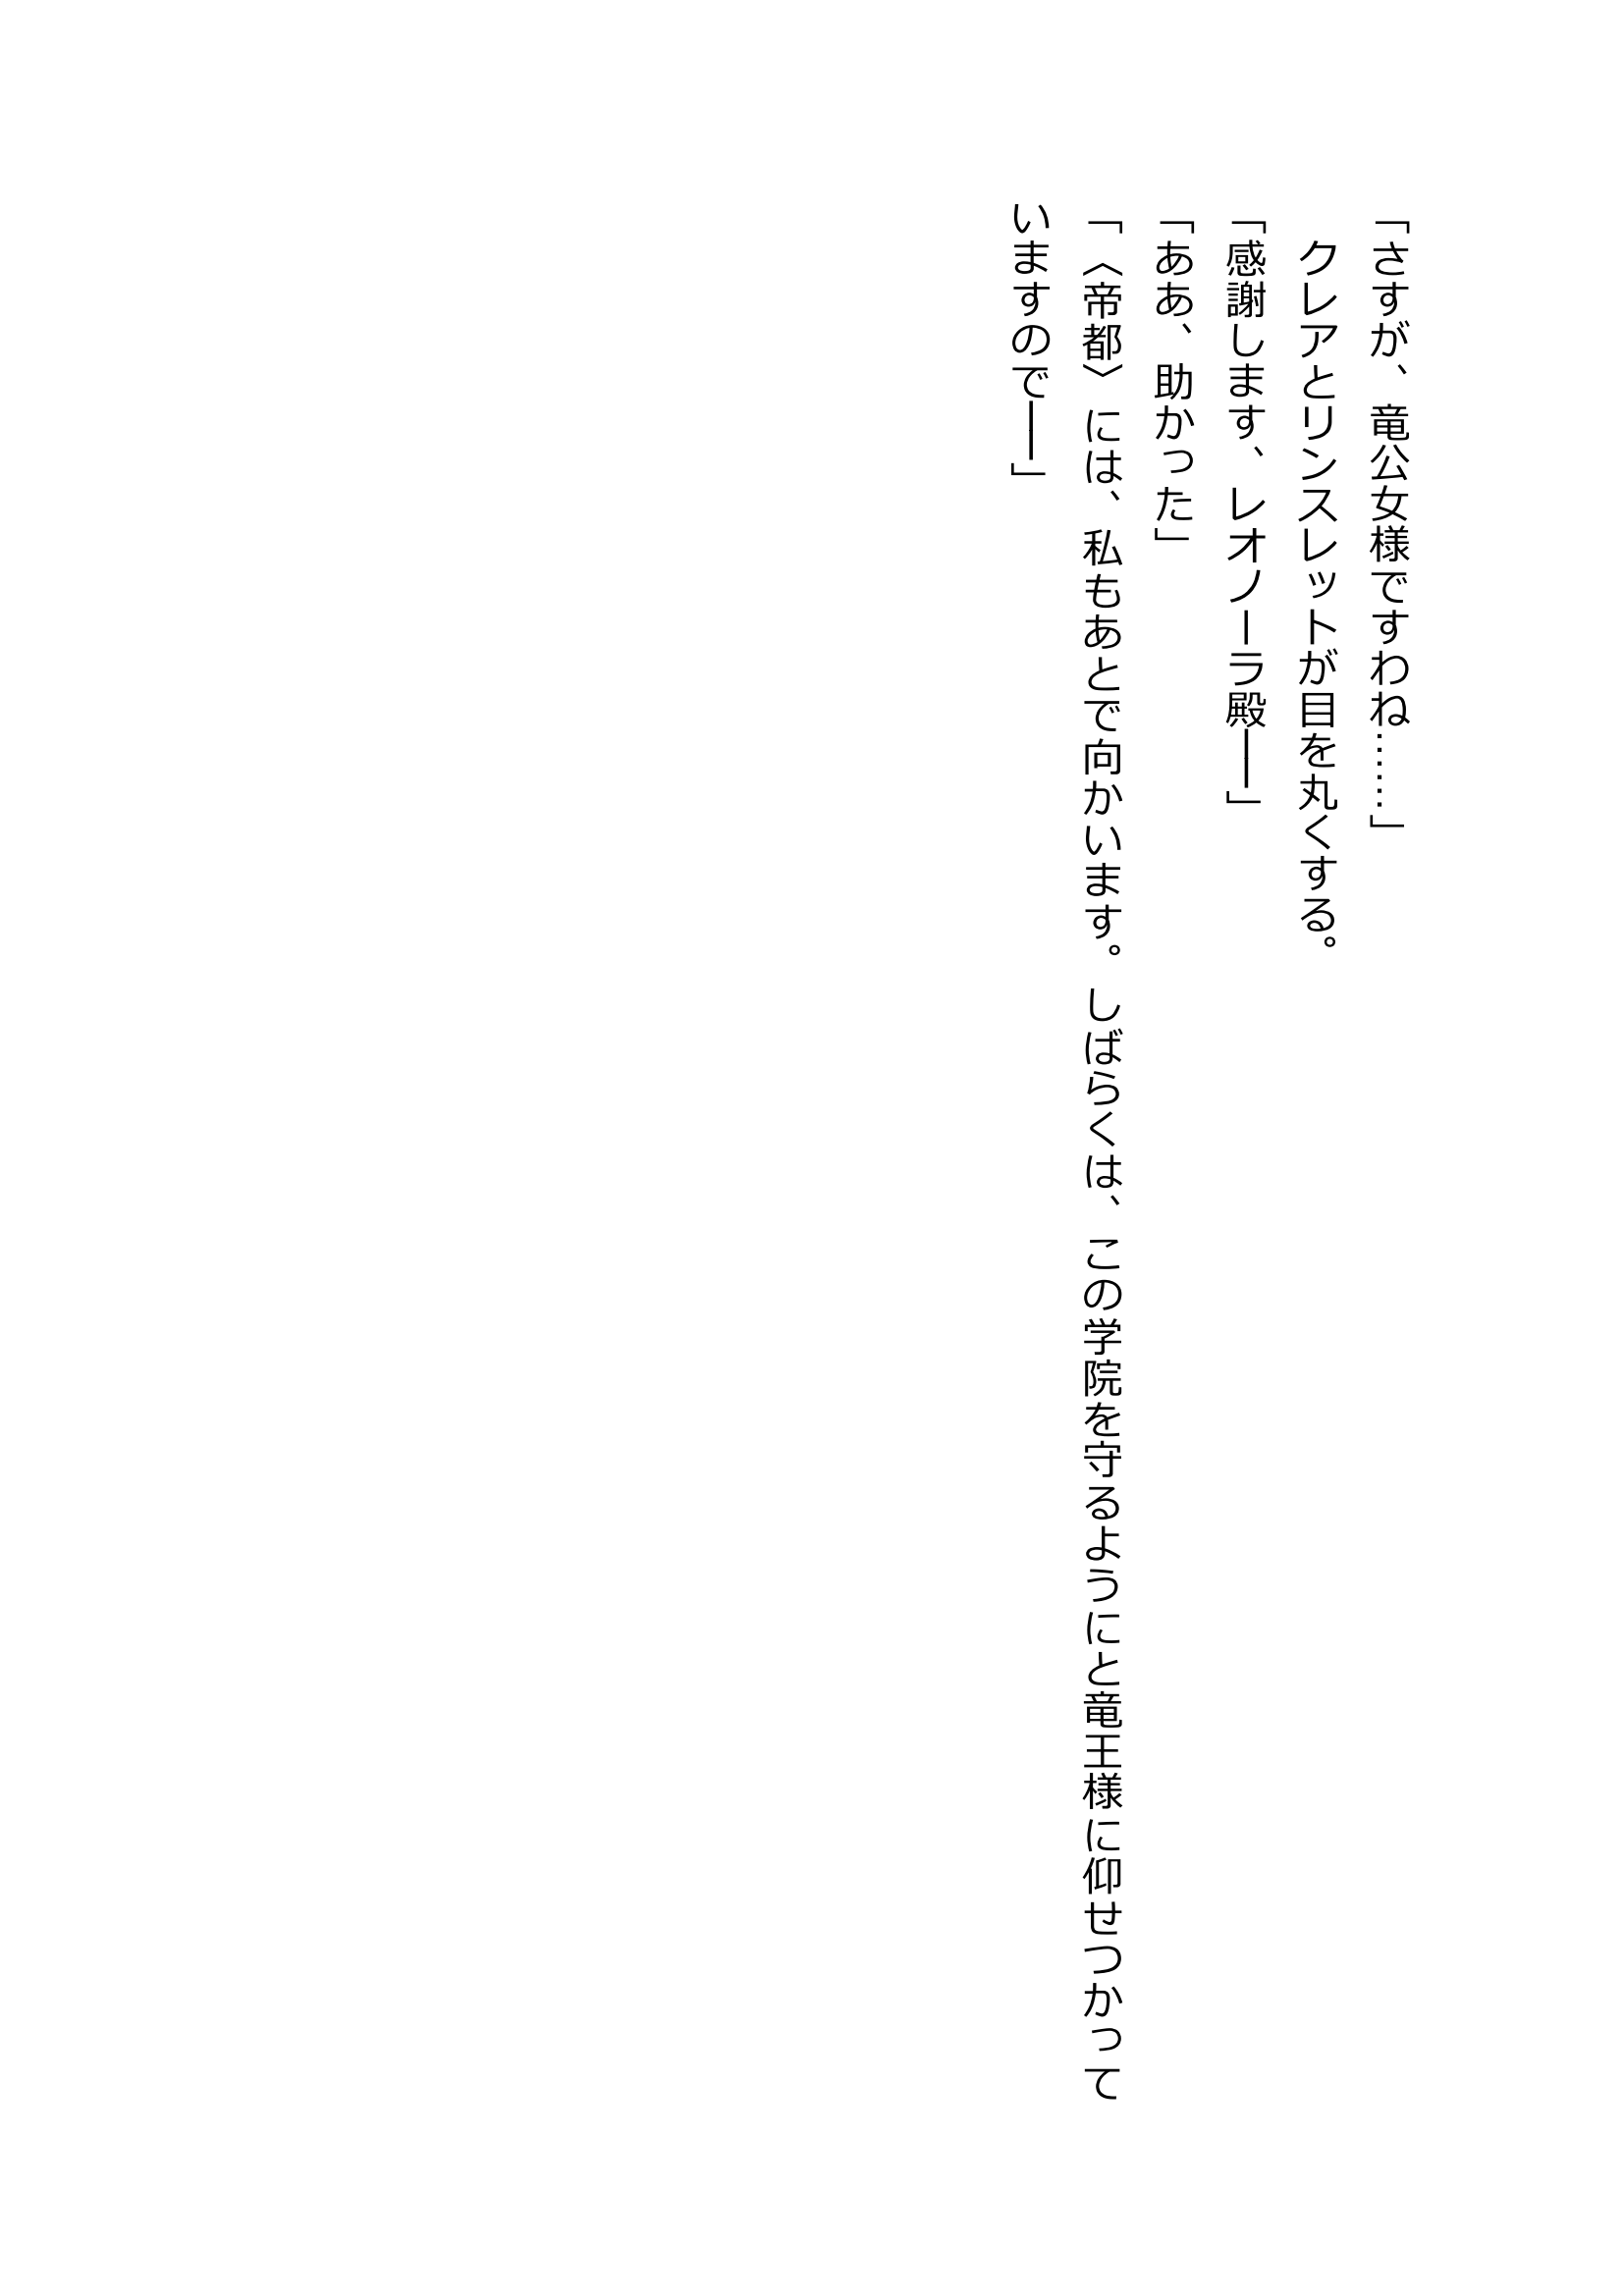 「さすが、竜公女様ですわね……」
　クレアとリンスレットが目を丸くする。
「感謝します、レオノーラ殿――」
「ああ、助かった」
「〈帝都〉には、私もあとで向かいます。しばらくは、この学院を守るようにと竜王様に仰せつかって
いますので――」